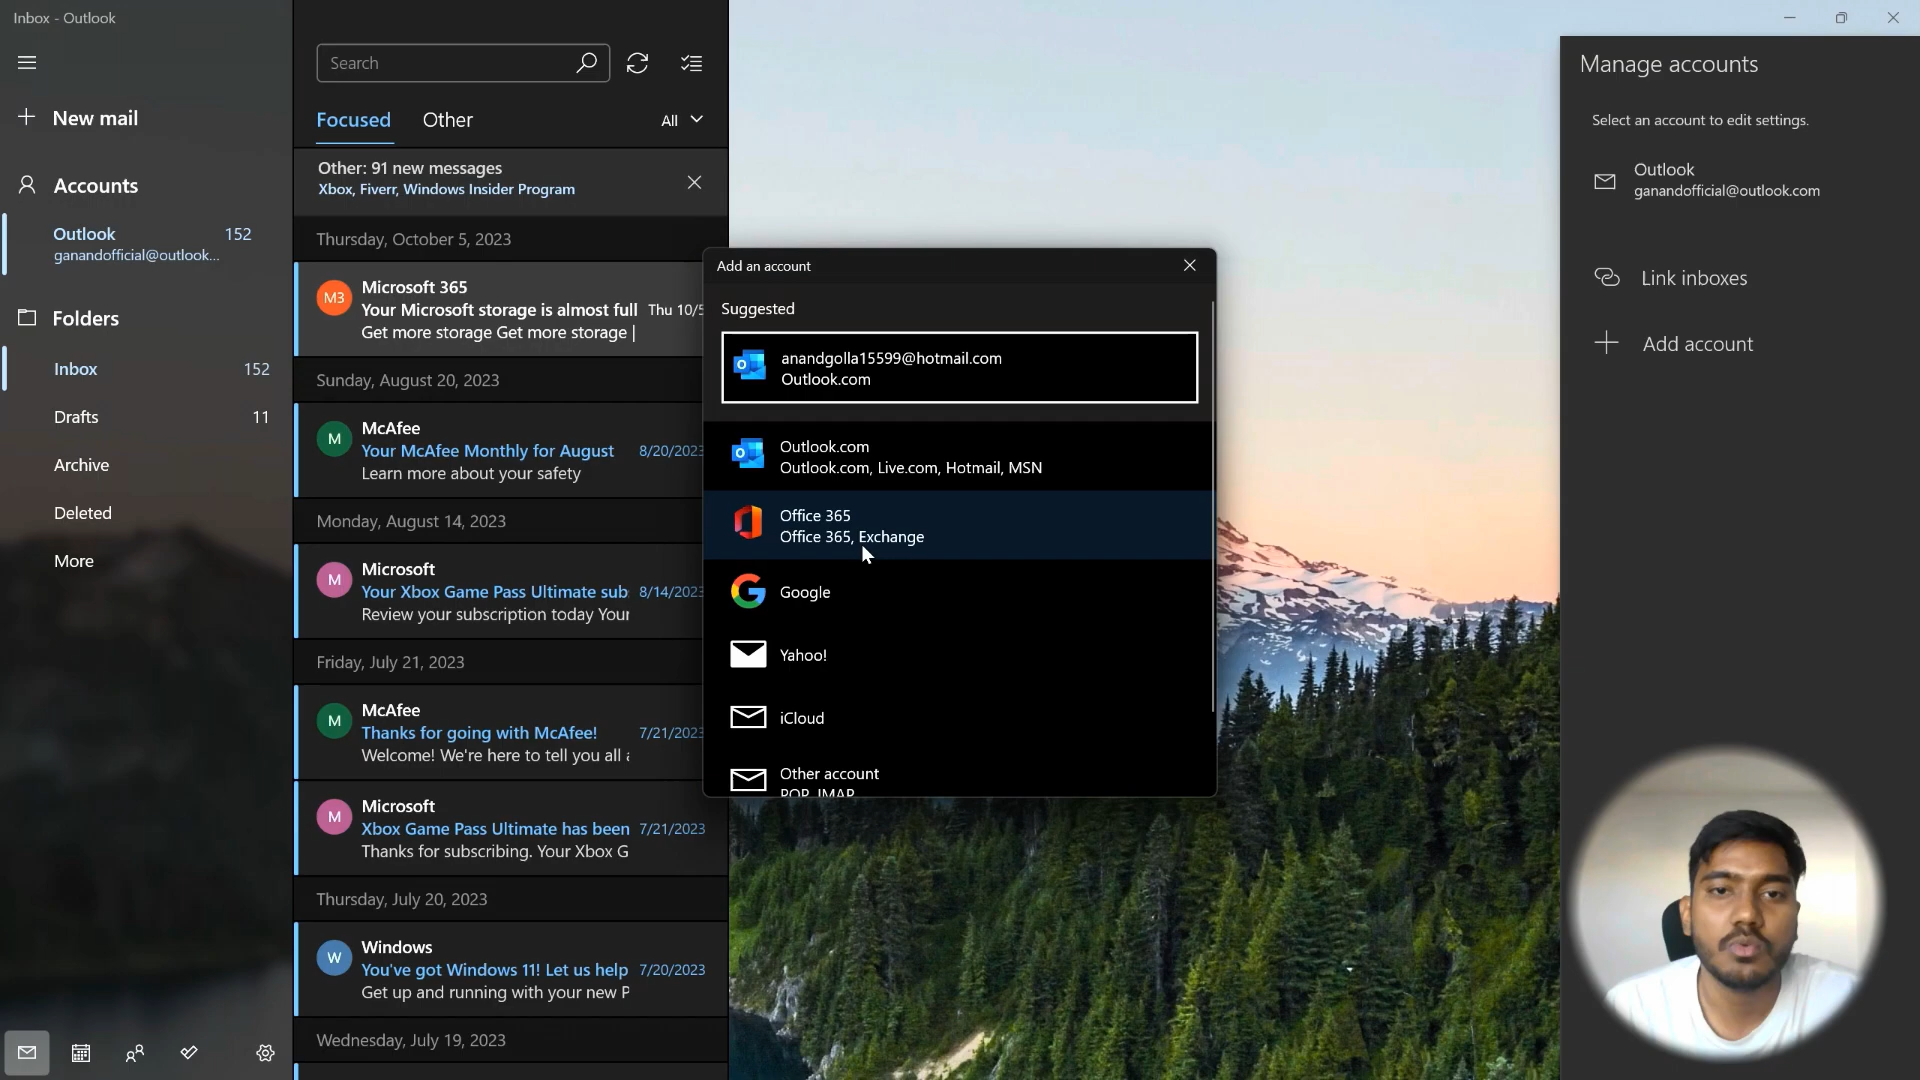 Inbox - Outlook
New mail
Accounts
Outlook 152
ganandofficial@outlook...
Folders
Inbox 152
Drafts 11
Archive
Deleted
More
Search
Focused Other All
Other: 91 new messages
Xbox, Fiverr, Windows Insider Program
Thursday, October 5, 2023
M3
Microsoft 365
Your Microsoft storage is almost full Thu 10/5
Get more storage Get more storage |
Sunday, August 20, 2023
M
McAfee
Your McAfee Monthly for August 8/20/2023
Learn more about your safety
Monday, August 14, 2023
M
Microsoft
Your Xbox Game Pass Ultimate sub 8/14/2023
Review your subscription today Your
Friday, July 21, 2023
M
McAfee
Thanks for going with McAfee! 7/21/2023
Welcome! We're here to tell you all
M
Microsoft
Xbox Game Pass Ultimate has been 7/21/2023
Thanks for subscribing. Your Xbox G
Thursday, July 20, 2023
W
Windows
You've got Windows 11! Let us help 7/20/2023
Get up and running with your new P
Wednesday, July 19, 2023
Add an account
Suggested
anandgolla15599@hotmail.com
Outlook.com
Outlook.com
Outlook.com, Live.com, Hotmail, MSN
Office 365
Office 365, Exchange
Google
Yahoo!
iCloud
Other account
POP, IMAP
Manage accounts
Select an account to edit settings.
Outlook
ganandofficial@outlook.com
Link inboxes
Add account